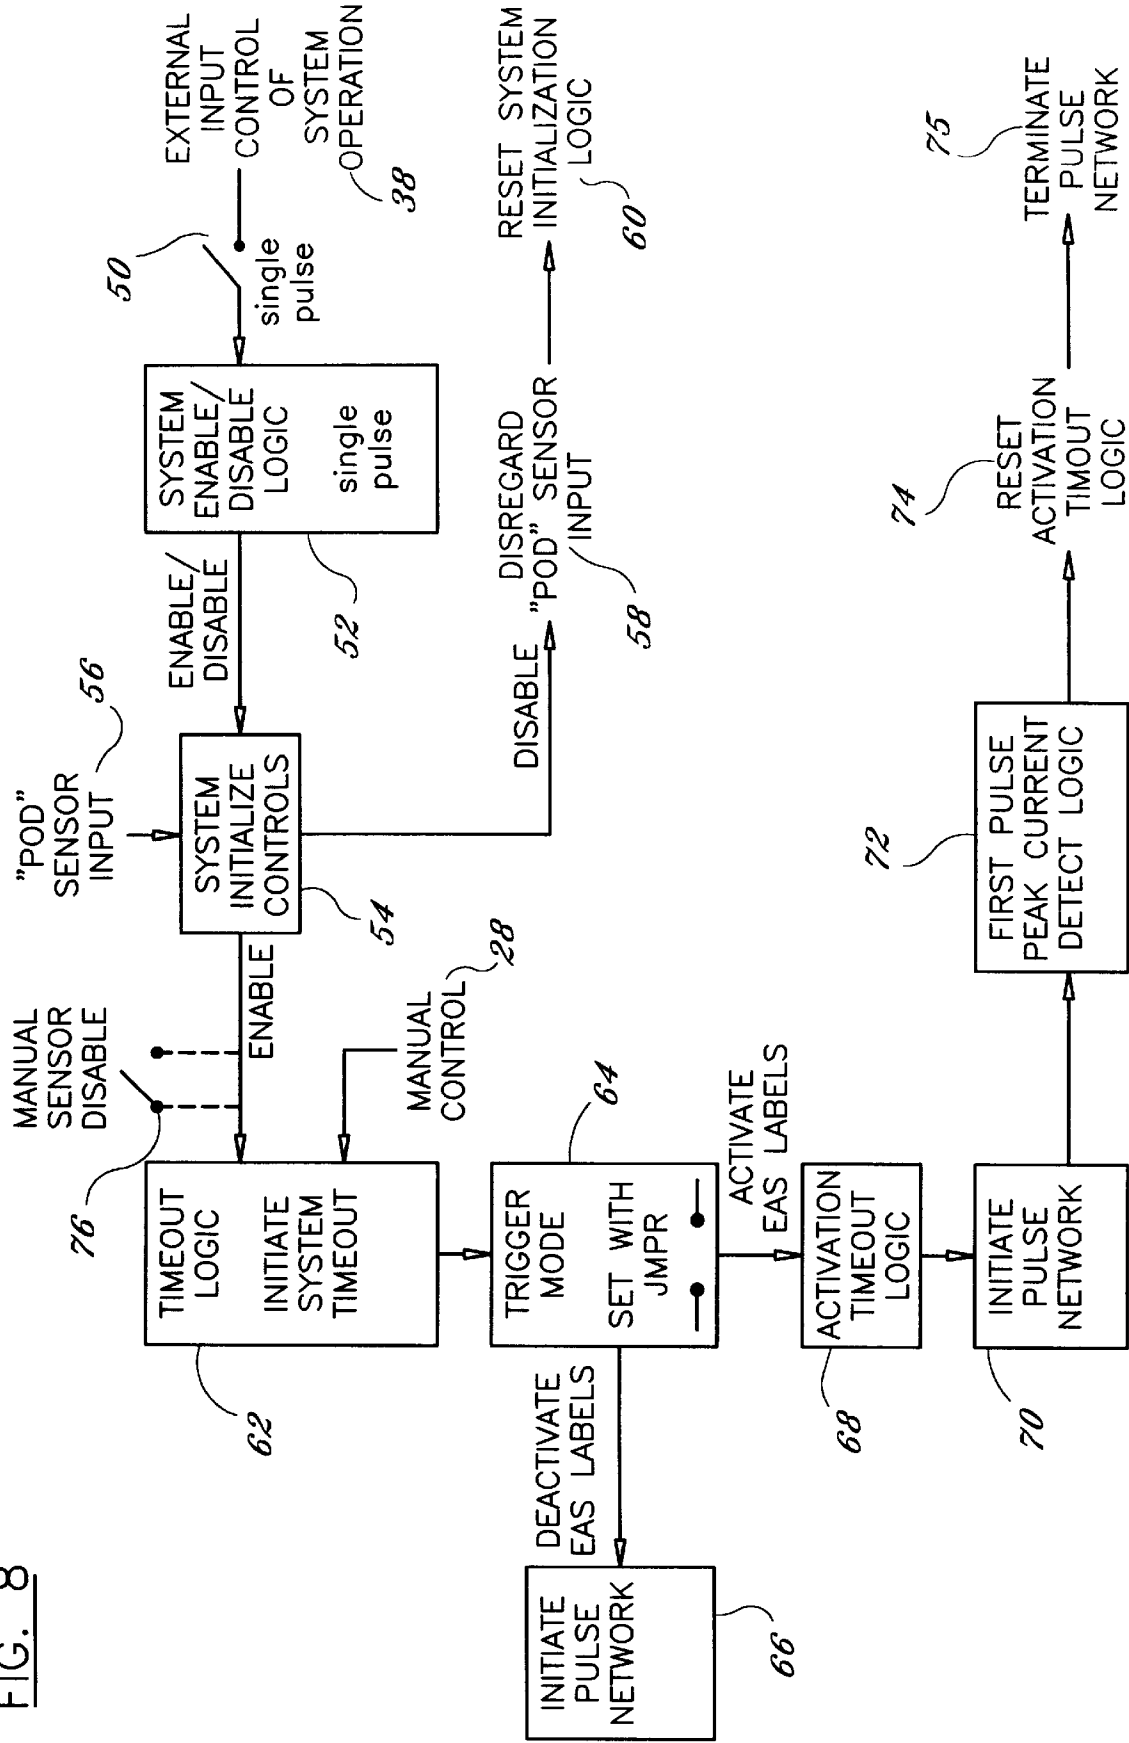 FIG. 8
MANUAL
SENSOR
DISABLE
76
"POD"
SENSOR
INPUT
56
EXTERNAL
INPUT
CONTROL
OF
SYSTEM
OPERATION
38
50
single
pulse
SYSTEM
ENABLE/
DISABLE
LOGIC
single
pulse
52
ENABLE/
DISABLE
SYSTEM
INITIALIZE
CONTROLS
54
ENABLE
TIMEOUT
LOGIC
INITIATE
SYSTEM
TIMEOUT
62
MANUAL
CONTROL
28
DISABLE
DISREGARD
"POD" SENSOR
INPUT
58
RESET SYSTEM
INITIALIZATION
LOGIC
60
TRIGGER
MODE
SET WITH
JMPR
64
DEACTIVATE
EAS LABELS
INITIATE
PULSE
NETWORK
66
ACTIVATE
EAS LABELS
ACTIVATION
TIMEOUT
LOGIC
68
INITIATE
PULSE
NETWORK
70
FIRST PULSE
PEAK CURRENT
DETECT LOGIC
72
RESET
ACTIVATION
TIMOUT
LOGIC
74
TERMINATE
PULSE
NETWORK
75